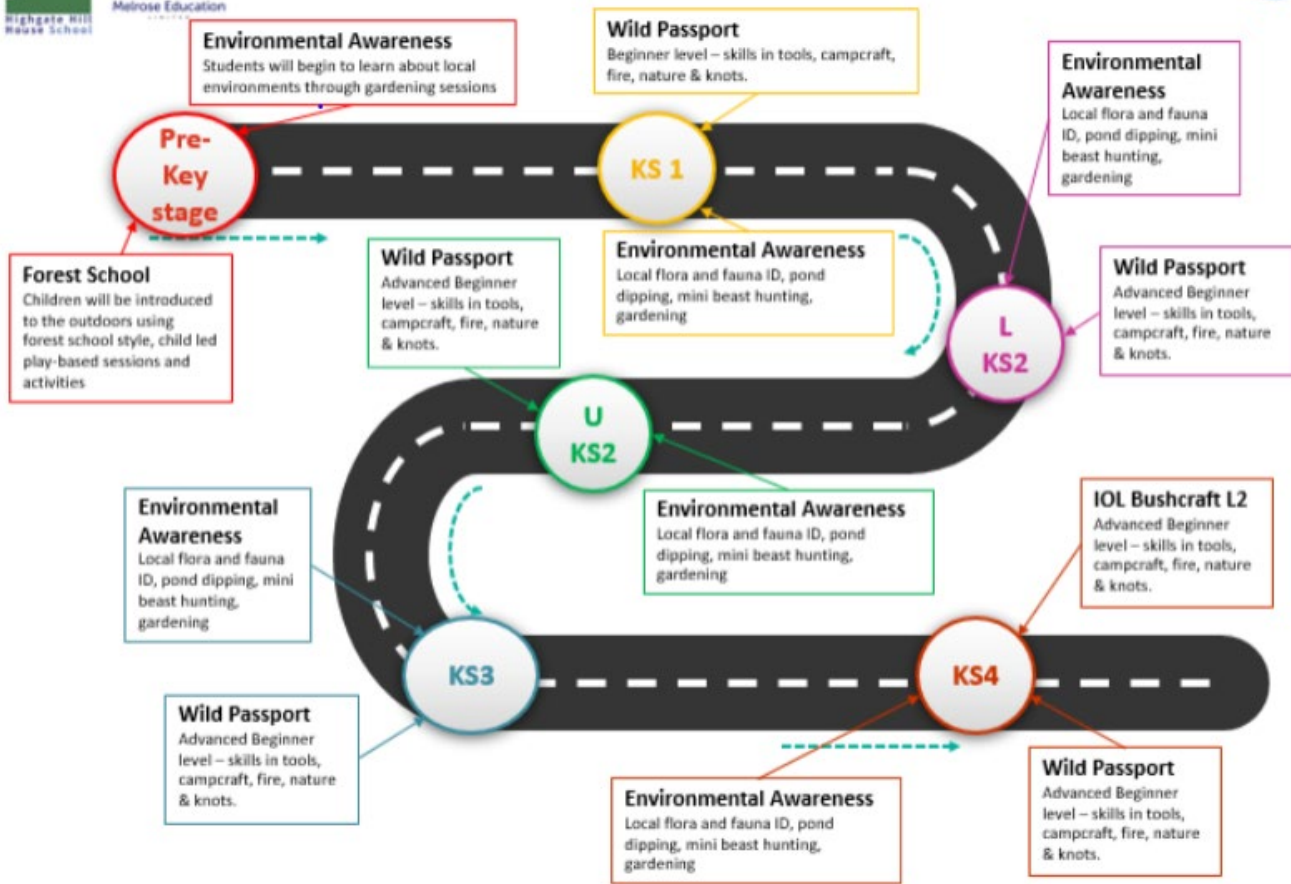 Highgate Hill
House School
Melrose Education
LIMITED
Environmental Awareness
Students will begin to learn about local
environments through gardening sessions
Wild Passport
Beginner level – skills in tools, campcraft,
fire, nature & knots.
Environmental
Awareness
Local flora and fauna
ID, pond dipping, mini
beast hunting,
gardening
Pre-
Key
stage
KS 1
Forest School
Children will be introduced
to the outdoors using
forest school style, child led
play-based sessions and
activities
Wild Passport
Advanced Beginner
level – skills in tools,
campcraft, fire, nature
& knots.
Environmental Awareness
Local flora and fauna ID, pond
dipping, mini beast hunting,
gardening
L
KS2
Wild Passport
Advanced Beginner
level – skills in tools,
campcraft, fire, nature
& knots.
U
KS2
Environmental
Awareness
Local flora and fauna
ID, pond dipping, mini
beast hunting,
gardening
Environmental Awareness
Local flora and fauna ID, pond
dipping, mini beast hunting,
gardening
IOL Bushcraft L2
Advanced Beginner
level – skills in tools,
campcraft, fire, nature
& knots.
KS3
KS4
Wild Passport
Advanced Beginner
level – skills in tools,
campcraft, fire, nature
& knots.
Environmental Awareness
Local flora and fauna ID, pond
dipping, mini beast hunting,
gardening
Wild Passport
Advanced Beginner
level – skills in tools,
campcraft, fire, nature
& knots.